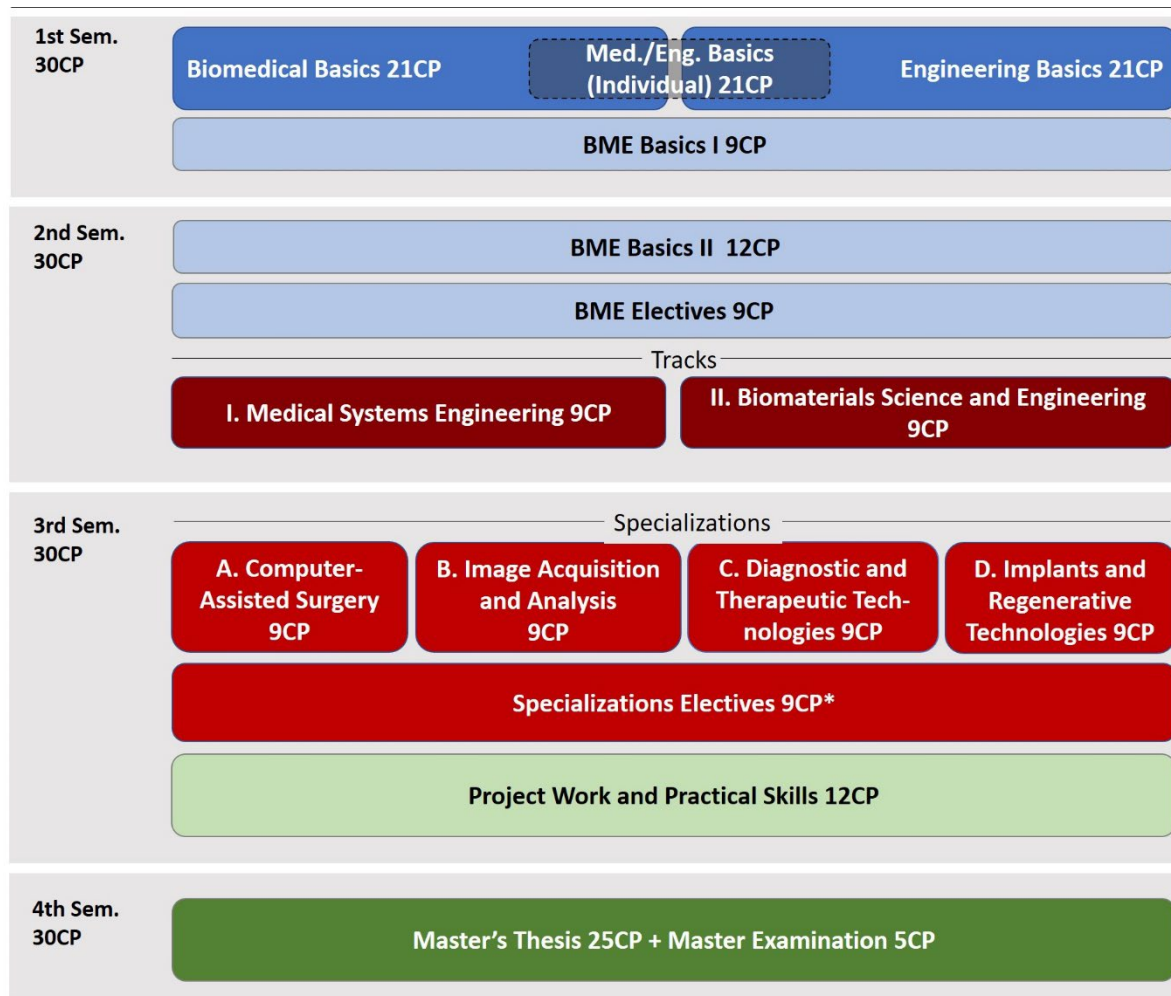 1st Sem.
30CP
Biomedical Basics 21CP
Med./Eng. Basics
(Individual) 21CP
Engineering Basics 21CP
BME Basics I 9CP
2nd Sem.
30CP
BME Basics II  12CP
BME Electives 9CP
Tracks
I. Medical Systems Engineering 9CP
II. Biomaterials Science and Engineering
9CP
3rd Sem.
30CP
Specializations
A. Computer-
Assisted Surgery
9CP
B. Image Acquisition
and Analysis
9CP
C. Diagnostic and
Therapeutic Tech-
nologies 9CP
D. Implants and
Regenerative
Technologies 9CP
Specializations Electives 9CP*
Project Work and Practical Skills 12CP
4th Sem.
30CP
Master’s Thesis 25CP + Master Examination 5CP